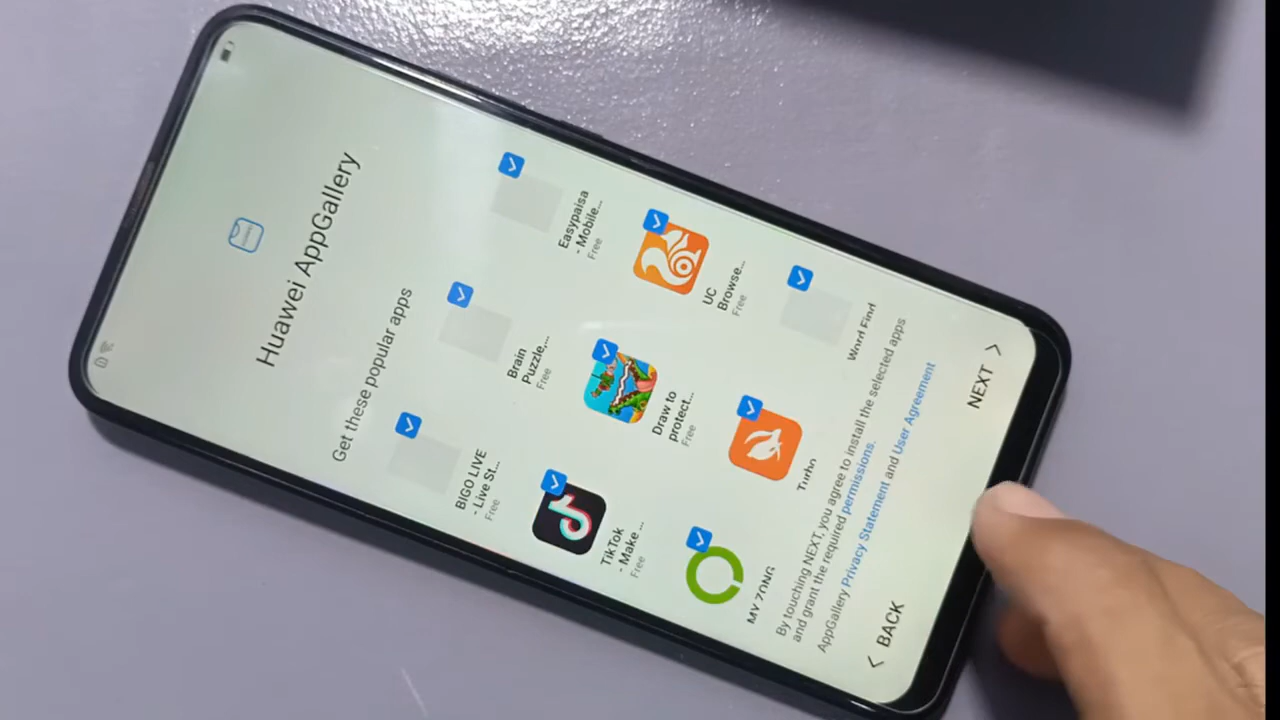 Huawei AppGallery
Get these popular apps
BIGO LIVE
- Live St...
Free
Brain
Puzzle,...
Free
Easypaisa
- Mobile...
Free
TikTok
- Make ...
Free
Draw to
protect...
Free
UC
Browse...
Free
MY ZONG
Turbo
Word Find
By touching NEXT, you agree to install the selected apps
and grant the required permissions.
AppGallery Privacy Statement and User Agreement
< BACK
NEXT >